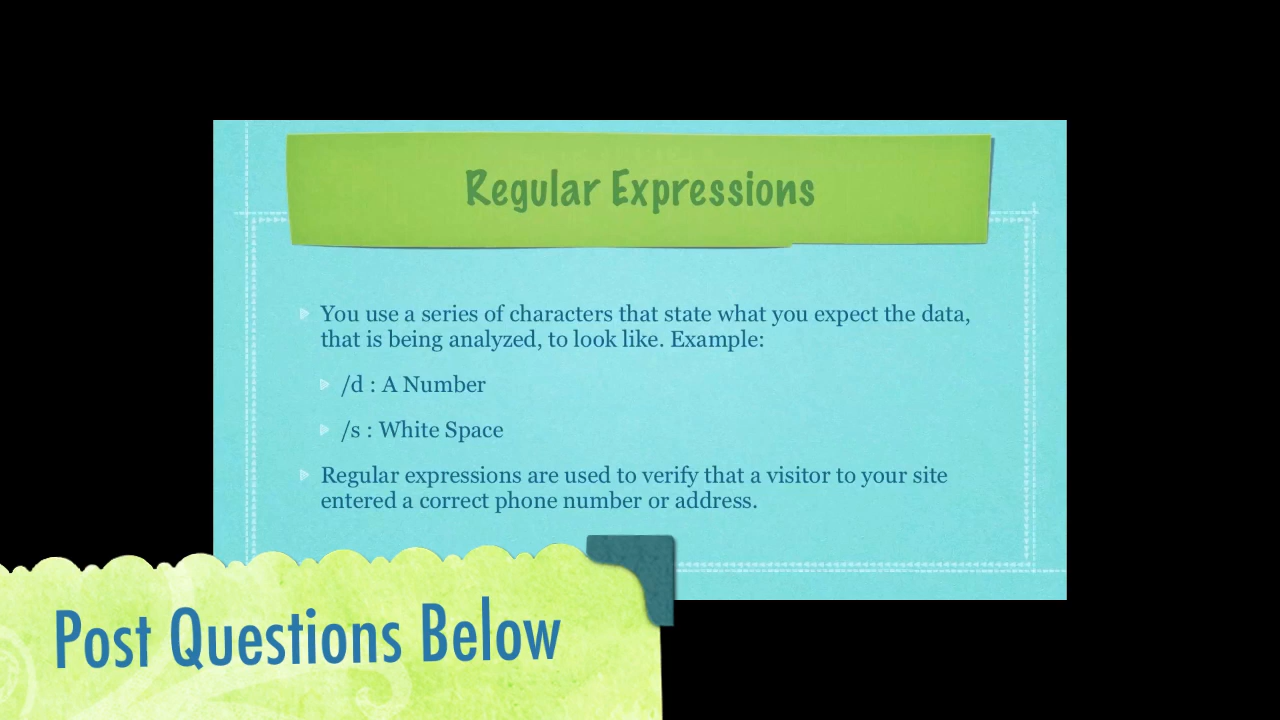 Regular Expressions
You use a series of characters that state what you expect the data,
that is being analyzed, to look like. Example:
/d : A Number
/s : White Space
Regular expressions are used to verify that a visitor to your site
entered a correct phone number or address.
Post Questions Below